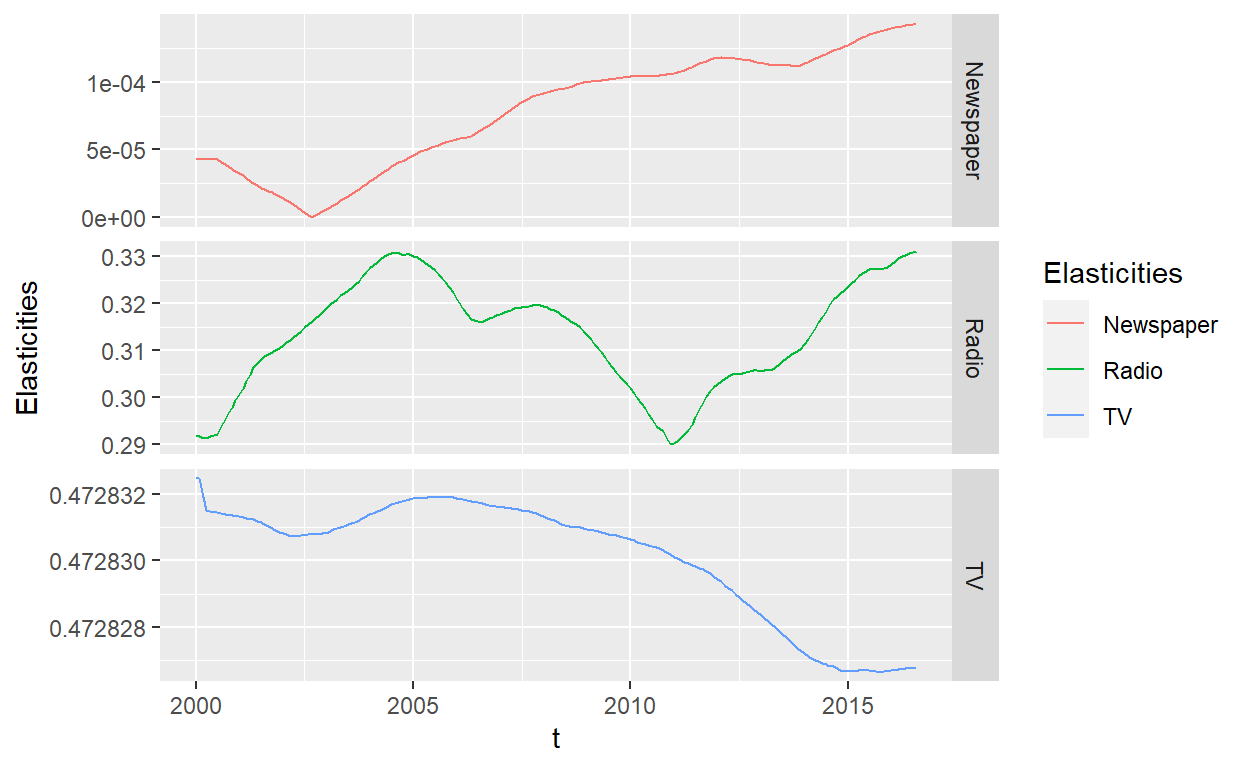 1e-04
5e-05
0e+00
Newspaper
0.33
0.32
0.31
0.30
0.29
Radio
0.472832
0.472830
0.472828
TV
2000 2005 2010 2015
t
Elasticities
Elasticities
Newspaper
Radio
TV